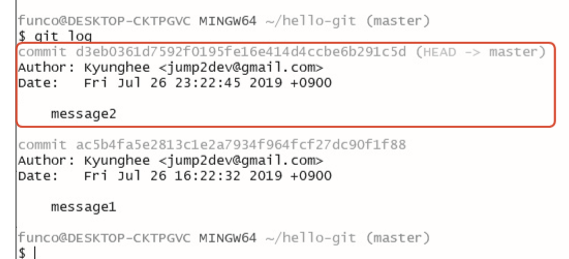 funco@DESKTOP-CKTPGVC MINGW64 ~/hello-git (master)
$ git log
commit d3eb0361d7592f0195fe16e414d4ccbe6b291c5d (HEAD -> master)
Author: Kyunghee <jump2dev@gmail.com>
Date:   Fri Jul 26 23:22:45 2019 +0900
message2
commit ac5b4fa5e2813c1e2a7934f964fcf27dc90f1f88
Author: Kyunghee <jump2dev@gmail.com>
Date:   Fri Jul 26 16:22:32 2019 +0900
message1
funco@DESKTOP-CKTPGVC MINGW64 ~/hello-git (master)
$